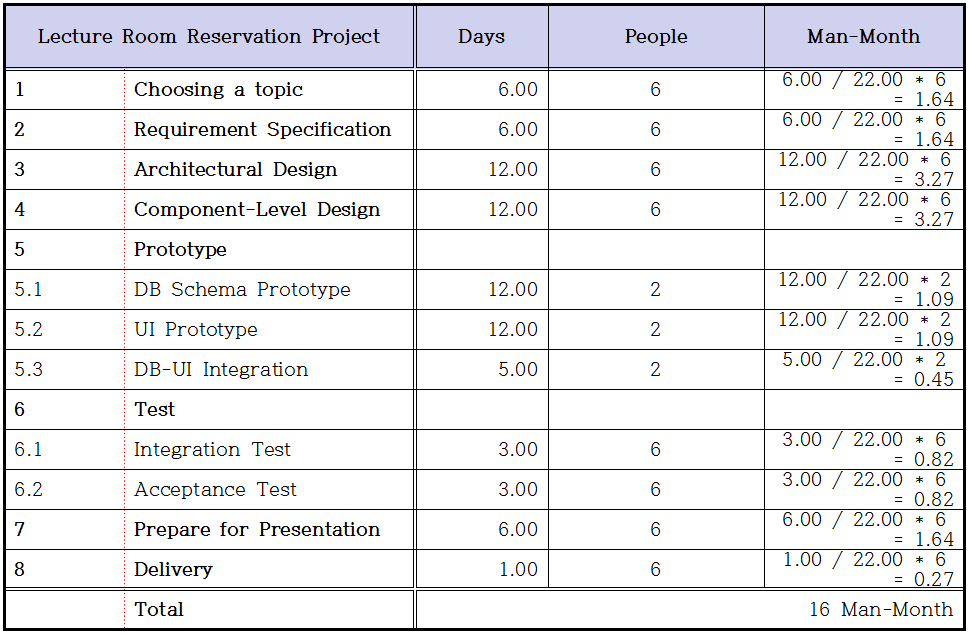 Lecture Room Reservation Project Days People Man-Month
1 Choosing a topic 6.00 6 6.00 / 22.00 * 6
= 1.64
2 Requirement Specification 6.00 6 6.00 / 22.00 * 6
= 1.64
3 Architectural Design 12.00 6 12.00 / 22.00 * 6
= 3.27
4 Component-Level Design 12.00 6 12.00 / 22.00 * 6
= 3.27
5 Prototype
5.1 DB Schema Prototype 12.00 2 12.00 / 22.00 * 2
= 1.09
5.2 UI Prototype 12.00 2 12.00 / 22.00 * 2
= 1.09
5.3 DB-UI Integration 5.00 2 5.00 / 22.00 * 2
= 0.45
6 Test
6.1 Integration Test 3.00 6 3.00 / 22.00 * 6
= 0.82
6.2 Acceptance Test 3.00 6 3.00 / 22.00 * 6
= 0.82
7 Prepare for Presentation 6.00 6 6.00 / 22.00 * 6
= 1.64
8 Delivery 1.00 6 1.00 / 22.00 * 6
= 0.27
Total 16 Man-Month